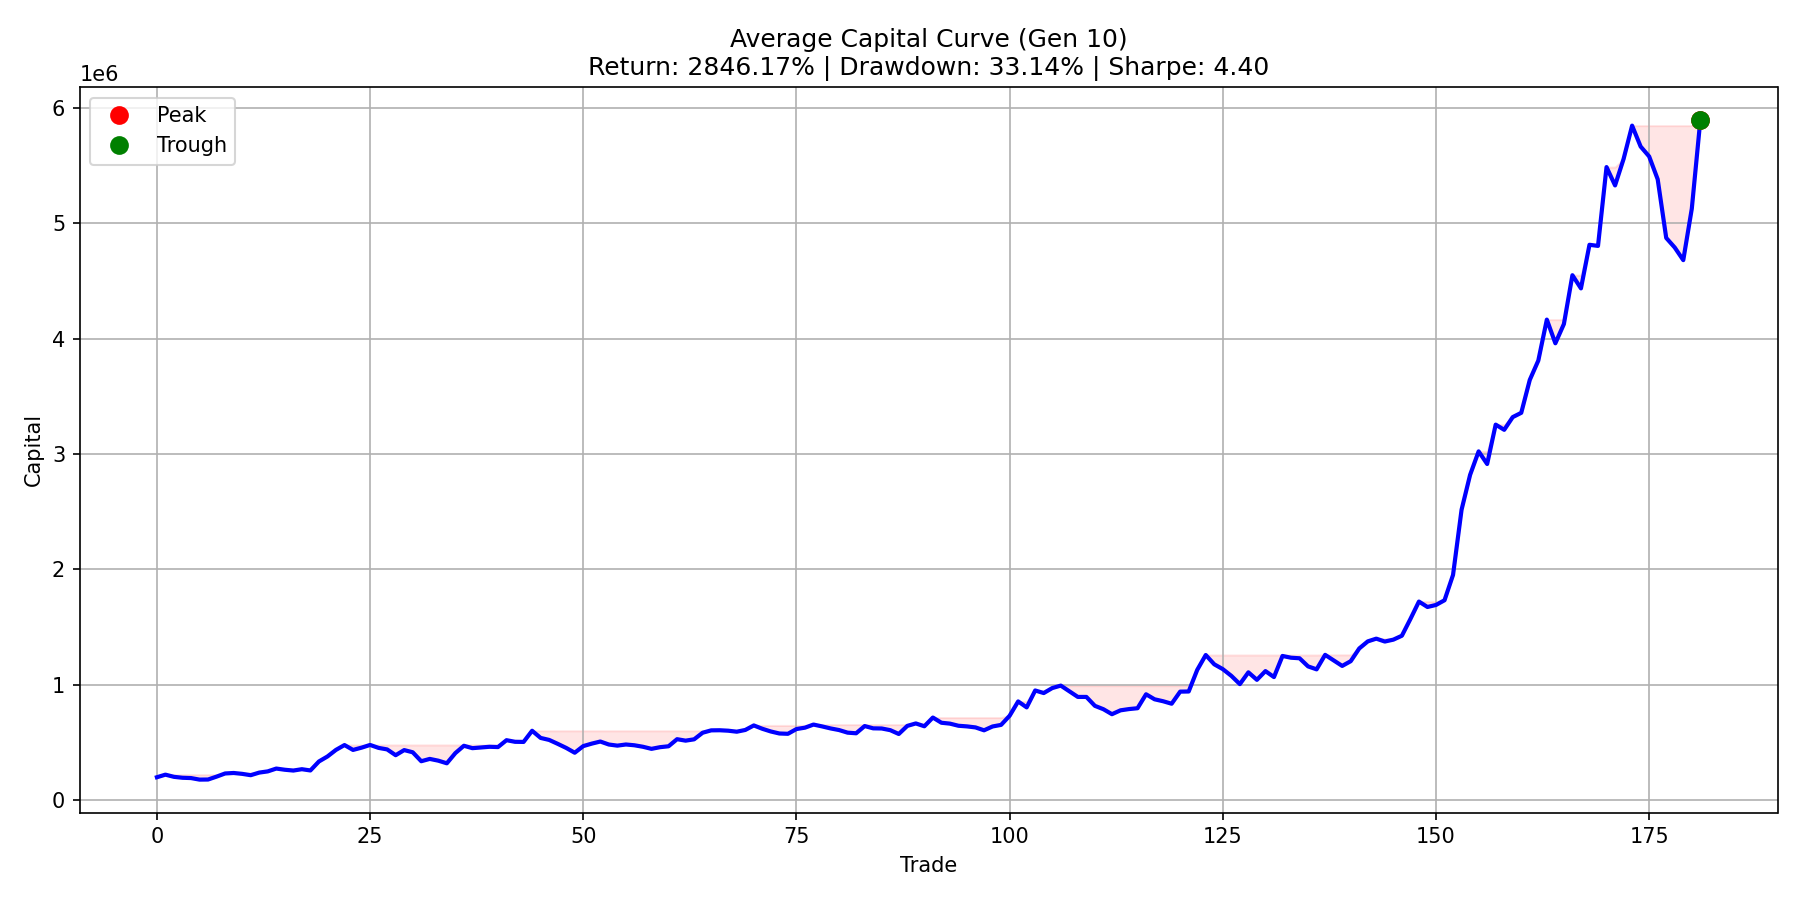 Average Capital Curve (Gen 10)
Return: 2846.17% | Drawdown: 33.14% | Sharpe: 4.40
1e6
Peak
Trough
6
5
4
3
2
1
0
Capital
0 25 50 75 100 125 150 175
Trade